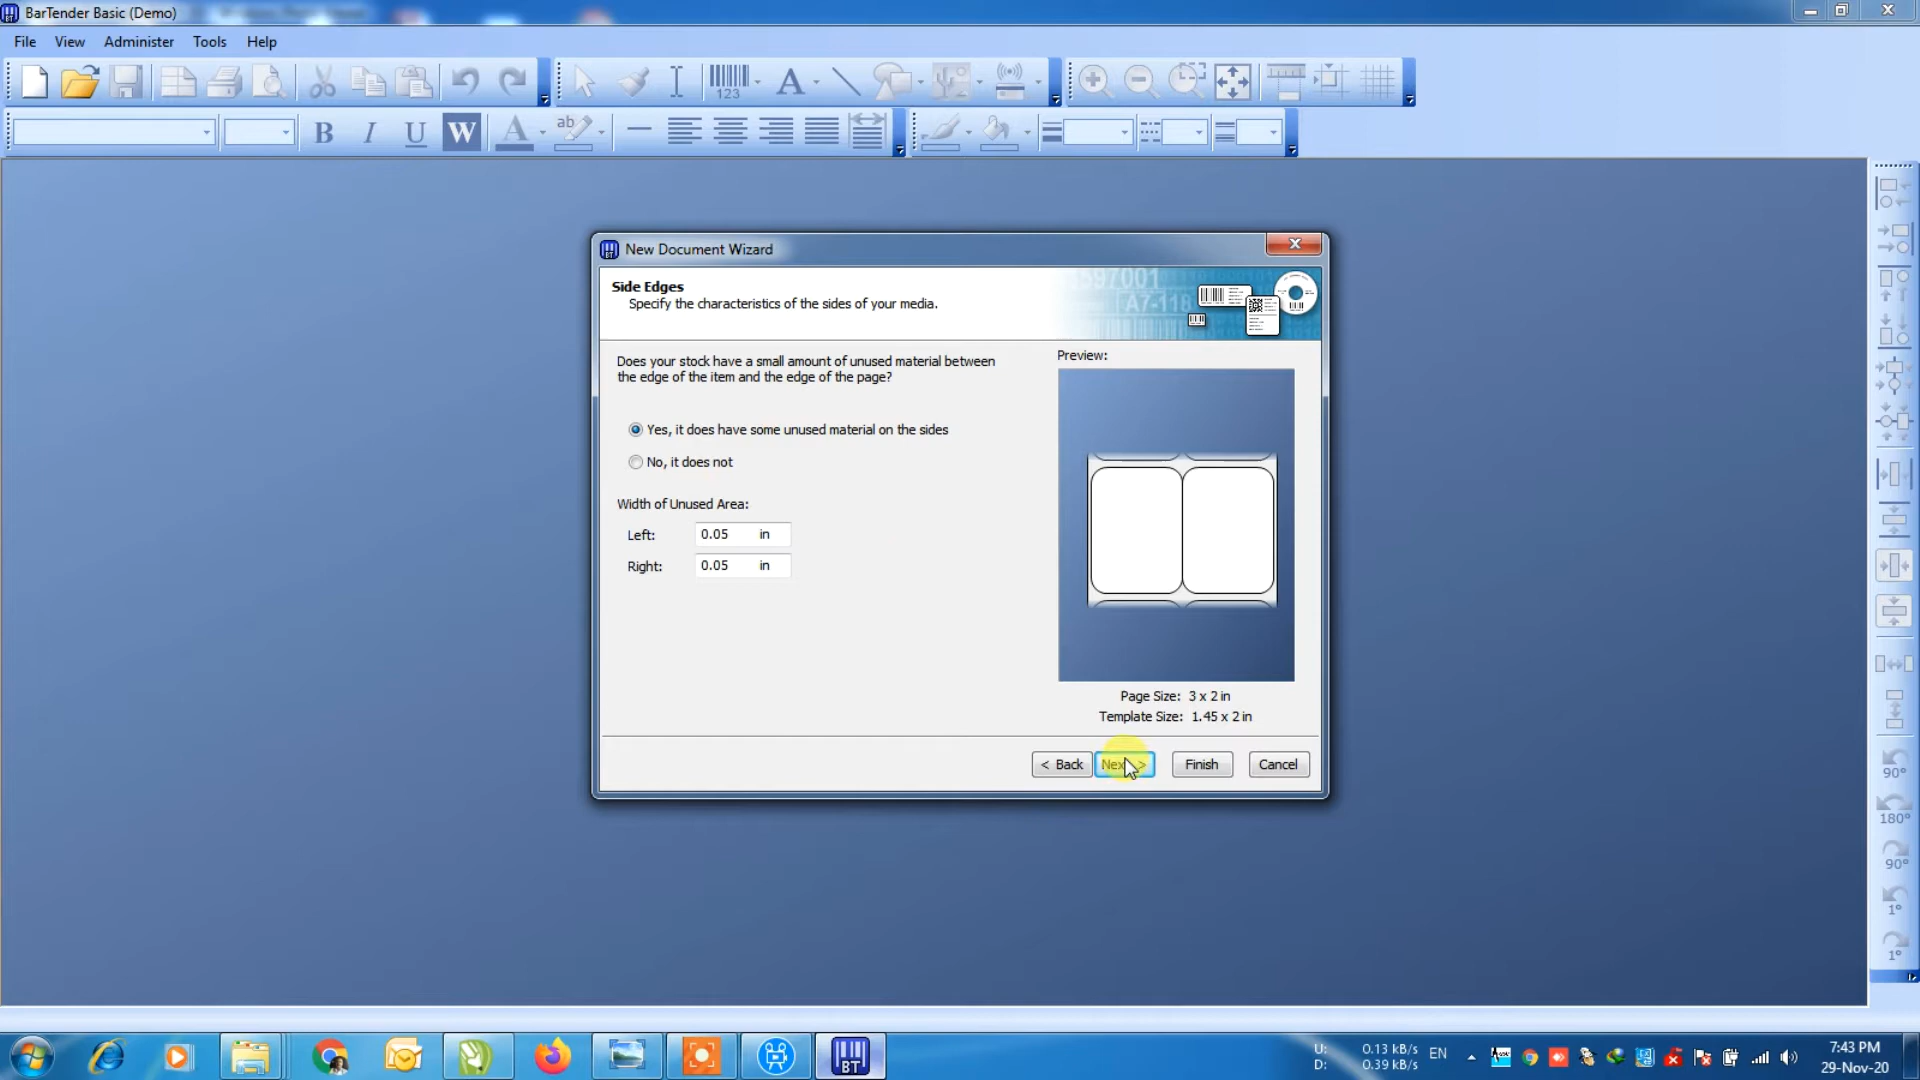 BarTender Basic (Demo)
File View Administer Tools Help
123 A
B I U W A ab
New Document Wizard
Side Edges
Specify the characteristics of the sides of your media.
597001
A7-118
Does your stock have a small amount of unused material between
the edge of the item and the edge of the page?
Preview:
Yes, it does have some unused material on the sides
No, it does not
Width of Unused Area:
Left: 0.05 in
Right: 0.05 in
Page Size: 3 x 2 in
Template Size: 1.45 x 2 in
< Back Next > Finish Cancel
90°
180°
90°
1°
1°
BT
U: 0.13 kB/s
D: 0.39 kB/s
EN
7:43 PM
29-Nov-20